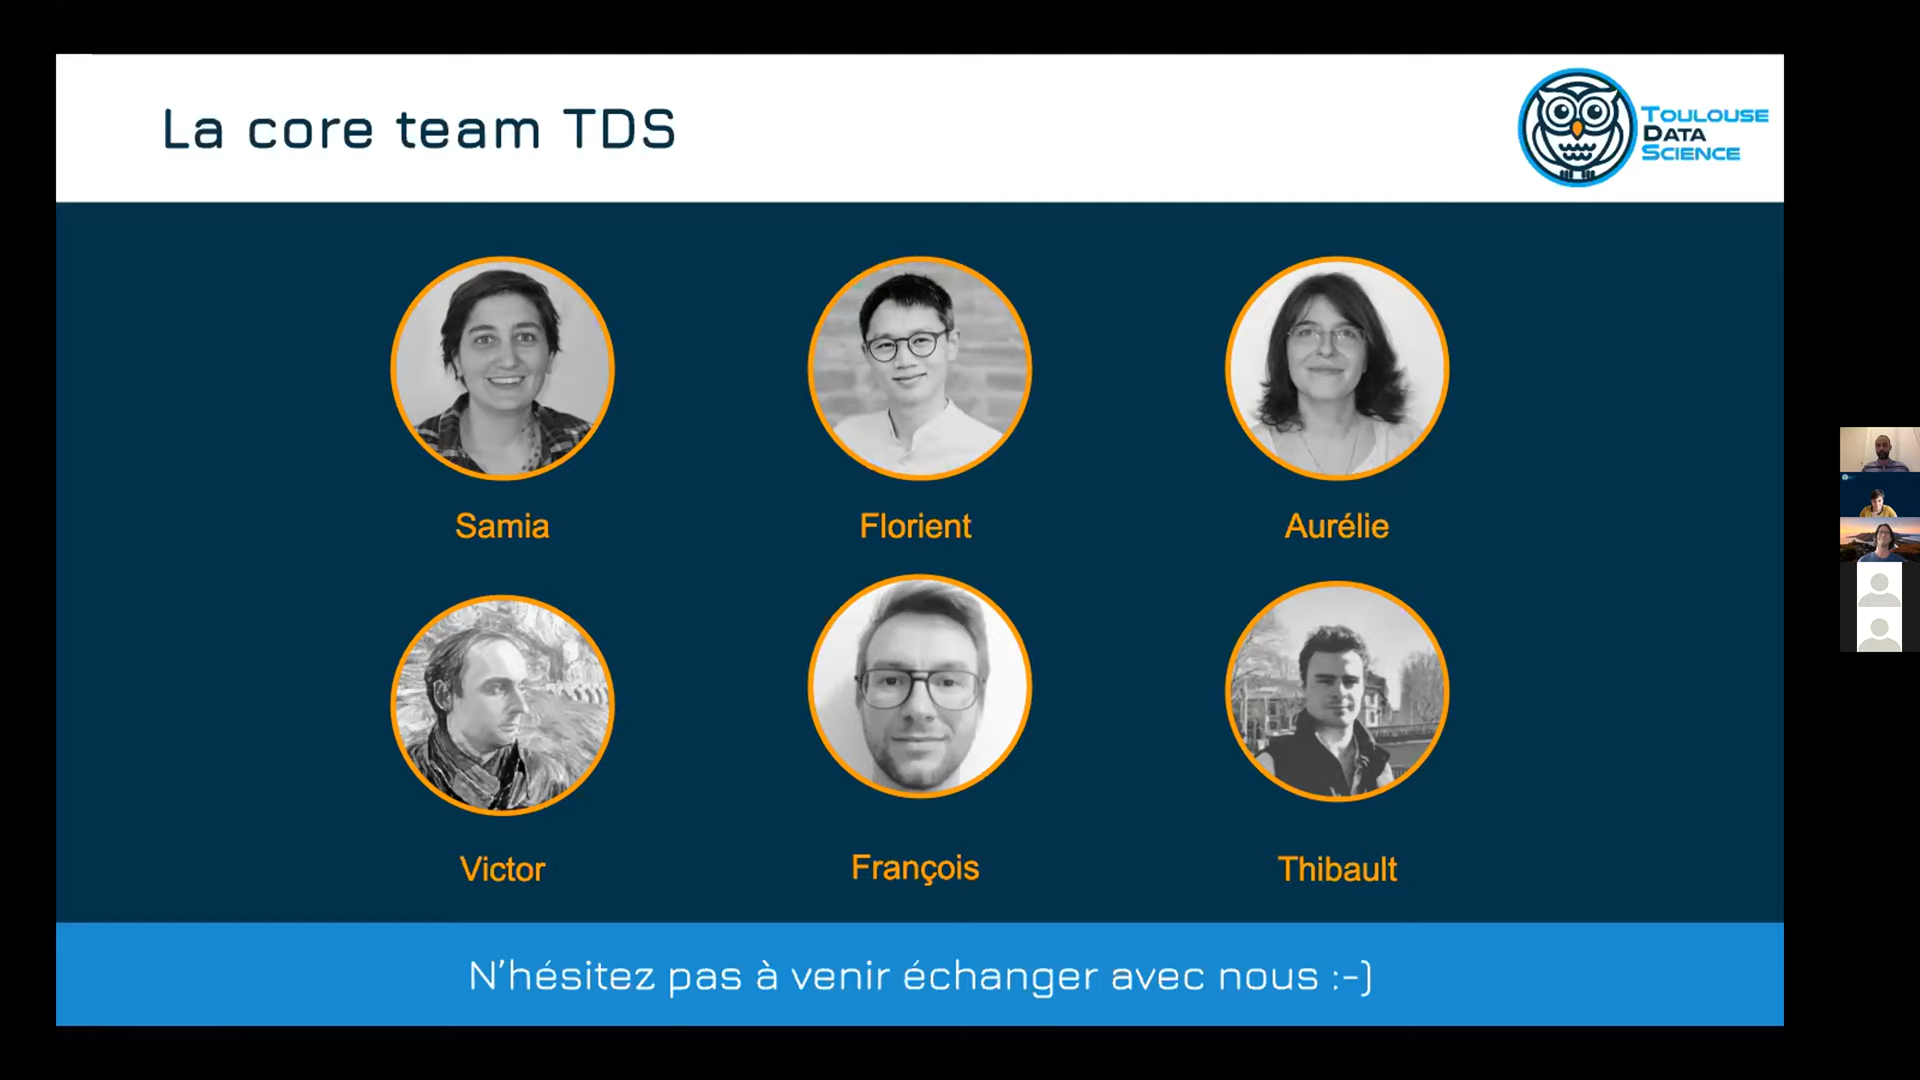 La core team TDS
TOULOUSE
DATA
SCIENCE
Samia
Florient
Aurélie
Victor
François
Thibault
N'hésitez pas à venir échanger avec nous :-)